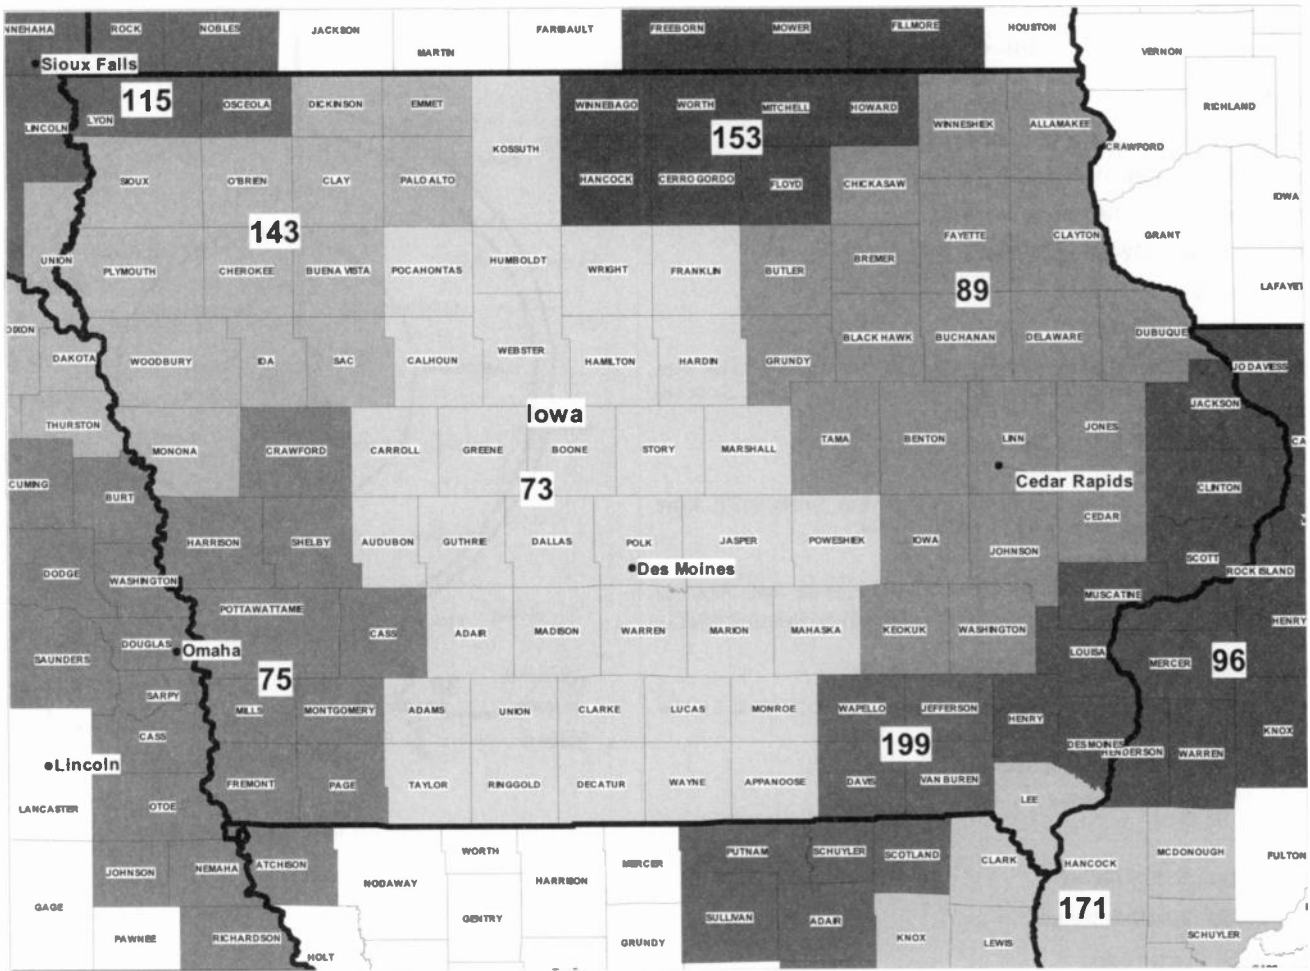 NNEHAHA ROCK NOBLES JACKSON MARTIN FARIBAULT FREEBORN MOWER FILLMORE HOUSTON
VERNON
Sioux Falls
115 LYON OSCEOLA DICKINSON EMMET WINNEBAGO WORTH MITCHELL HOWARD RICHLAND
LINCOLN KOSSUTH 153 WINNESHIEK ALLAMAKEE
CRAWFORD
SIOUX O'BRIEN CLAY PALO ALTO HANCOCK CERRO GORDO FLOYD CHICKASAW IOWA
143 FAYETTE CLAYTON GRANT
UNION PLYMOUTH CHEROKEE BUENA VISTA POCAHONTAS HUMBOLDT WRIGHT FRANKLIN BUTLER BREMER
89 LAFAYET
DIXON BLACK HAWK BUCHANAN DELAWARE DUBUQUE
DAKOTA WOODBURY IDA SAC CALHOUN WEBSTER HAMILTON HARDIN GRUNDY JO DAVIESS
Iowa JACKSON
THURSTON MONONA CRAWFORD CARROLL GREENE BOONE STORY MARSHALL TAMA BENTON LINN JONES CA
73 Cedar Rapids CLINTON
CUMING BURT CEDAR
HARRISON SHELBY AUDUBON GUTHRIE DALLAS POLK JASPER POWESHIEK IOWA JOHNSON SCOTT
DODGE WASHINGTON Des Moines ROCK ISLAND
POTTAWATTAMIE MUSCATINE
DOUGLAS CASS ADAIR MADISON WARREN MARION MAHASKA KEOKUK WASHINGTON HENRY
SAUNDERS Omaha LOUISA MERCER 96
75
SARPY MILLS MONTGOMERY ADAMS UNION CLARKE LUCAS MONROE WAPELLO JEFFERSON HENRY
CASS 199 DES MOINES HENDERSON WARREN KNOX
Lincoln
FREMONT PAGE TAYLOR RINGGOLD DECATUR WAYNE APPANOOSE DAVIS VAN BUREN
LANCASTER OTOE LEE
WORTH MERCER PUTNAM SCHUYLER SCOTLAND CLARK HANCOCK MCDONOUGH FULTON
JOHNSON NEMAHA ATCHISON NODAWAY HARRISON
GAGE GENTRY SULLIVAN ADAIR 171
PAWNEE RICHARDSON HOLT GRUNDY KNOX LEWIS SCHUYLER